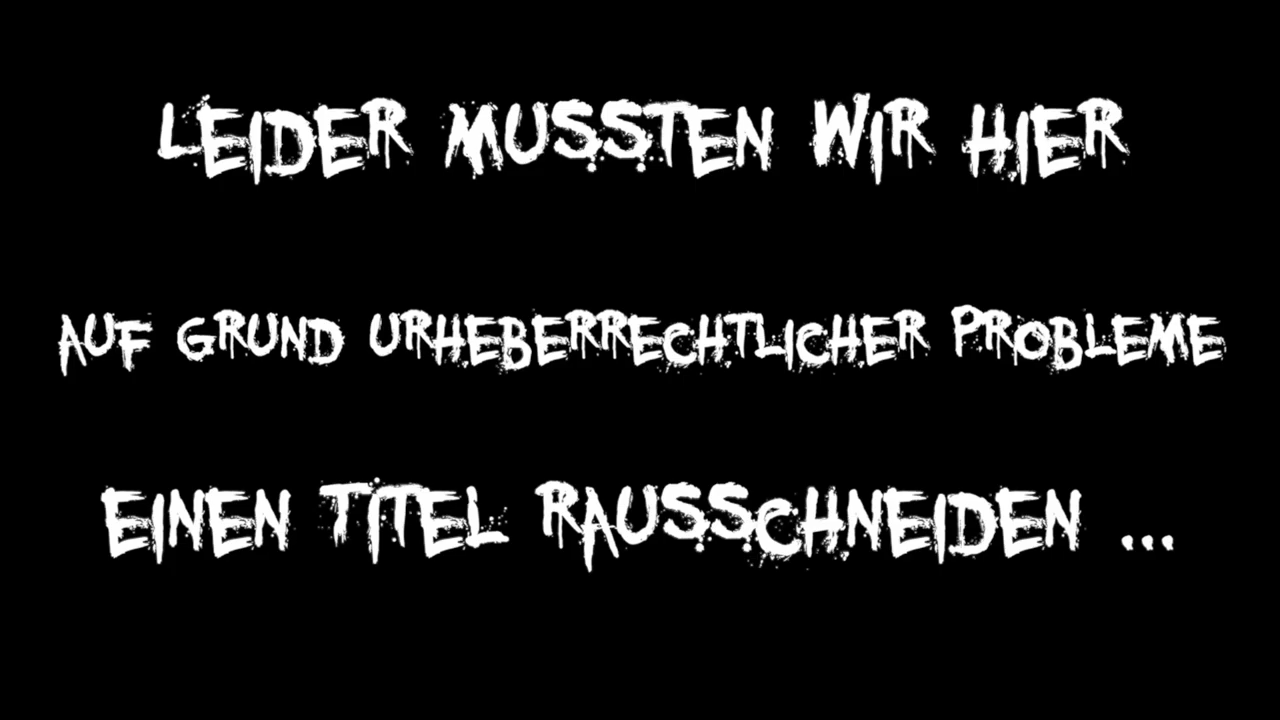 LEIDER MUSSTEN WIR HIER
AUF GRUND URHEBERRECHTLICHER PROBLEME
EINEN TITEL RAUSSCHNEIDEN ...